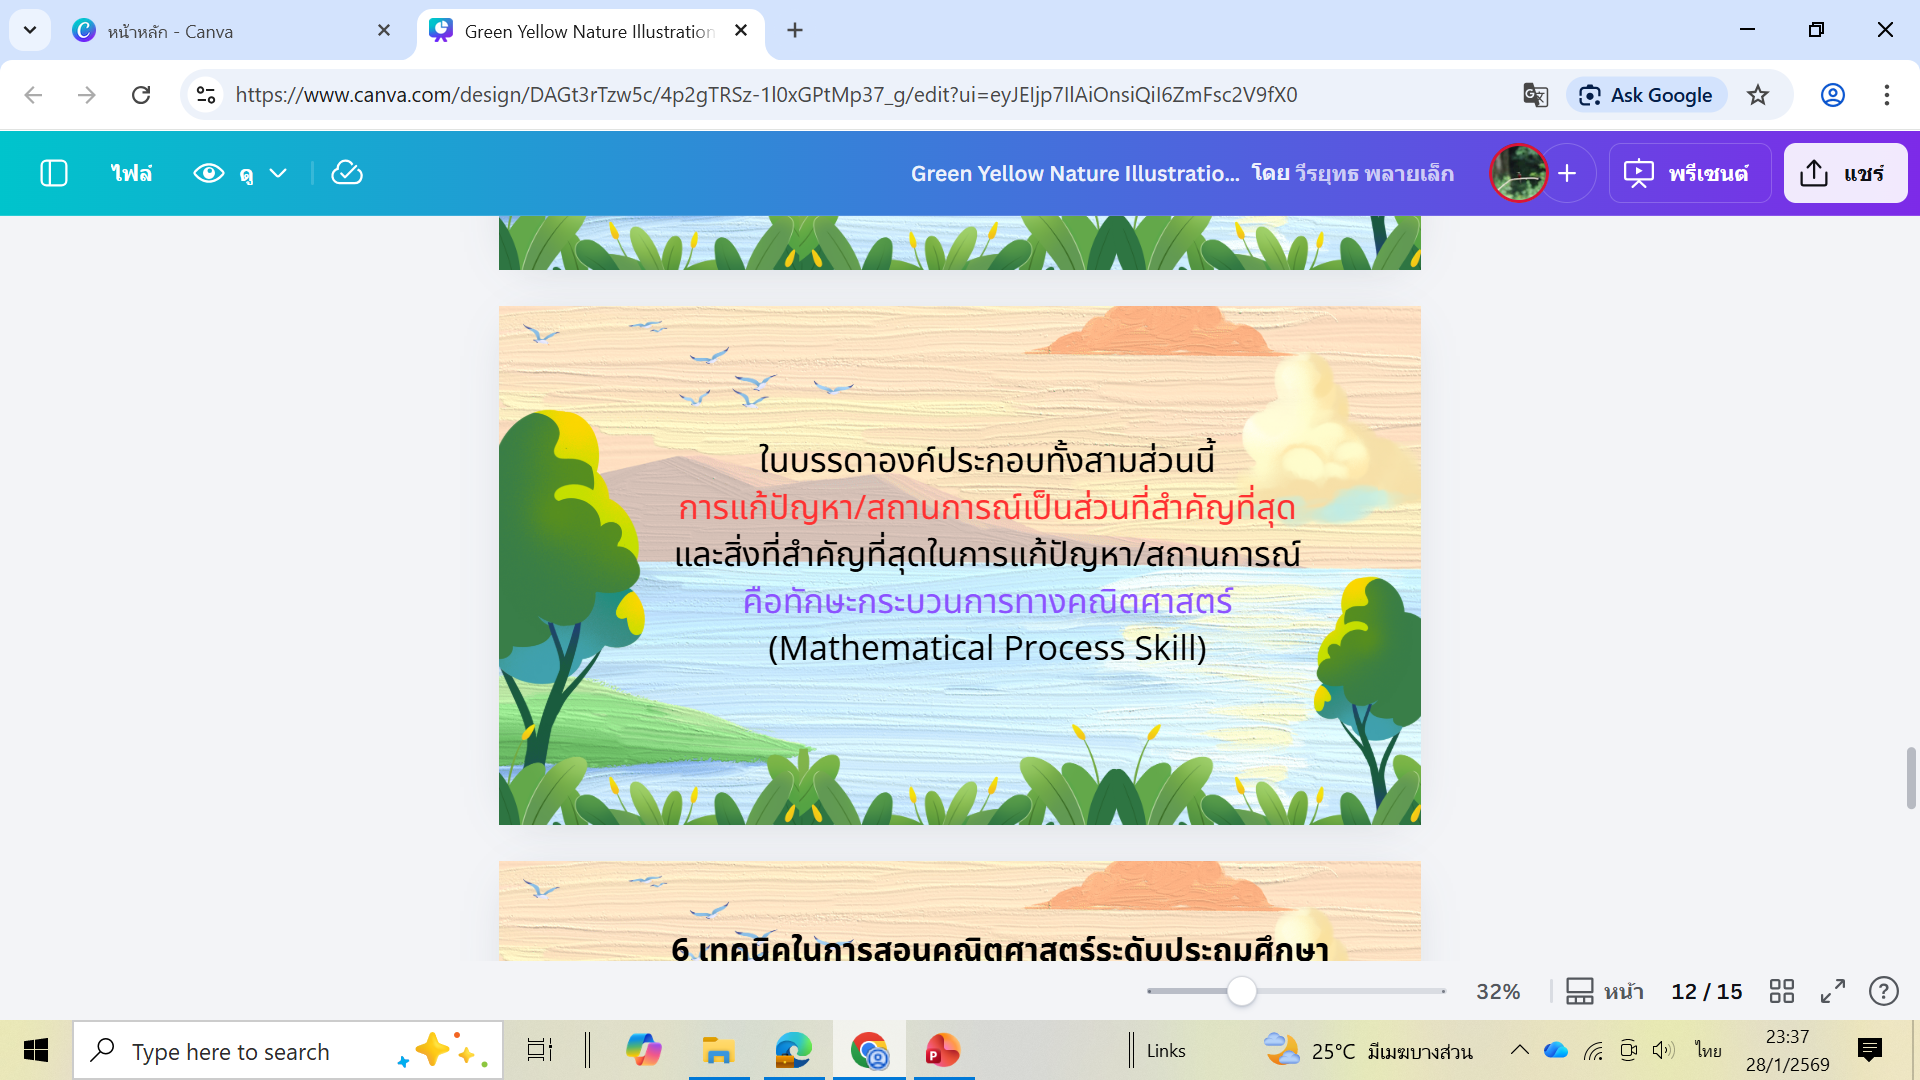 หน้าหลัก - Canva
Green Yellow Nature Illustration
https://www.canva.com/design/DAGt3rTzw5c/4p2gTRSz-1l0xGPtMp37_g/edit?ui=eyJEIjp7IlAiOnsiQiI6ZmFsc2V9fX0
Ask Google
ไฟล์
ดู
Green Yellow Nature Illustratio... โดย วีรยุทธ พลายเล็ก
พรีเซนต์
แชร์
ในบรรดาองค์ประกอบทั้งสามส่วนนี้
การแก้ปัญหา/สถานการณ์เป็นส่วนที่สำคัญที่สุด
และสิ่งที่สำคัญที่สุดในการแก้ปัญหา/สถานการณ์
คือทักษะกระบวนการทางคณิตศาสตร์
(Mathematical Process Skill)
6 เทคนิคในการสอนคณิตศาสตร์ระดับประถมศึกษา
32%
หน้า
12 / 15
Type here to search
Links
25°C มีเมฆบางส่วน
ไทย
23:37
28/1/2569